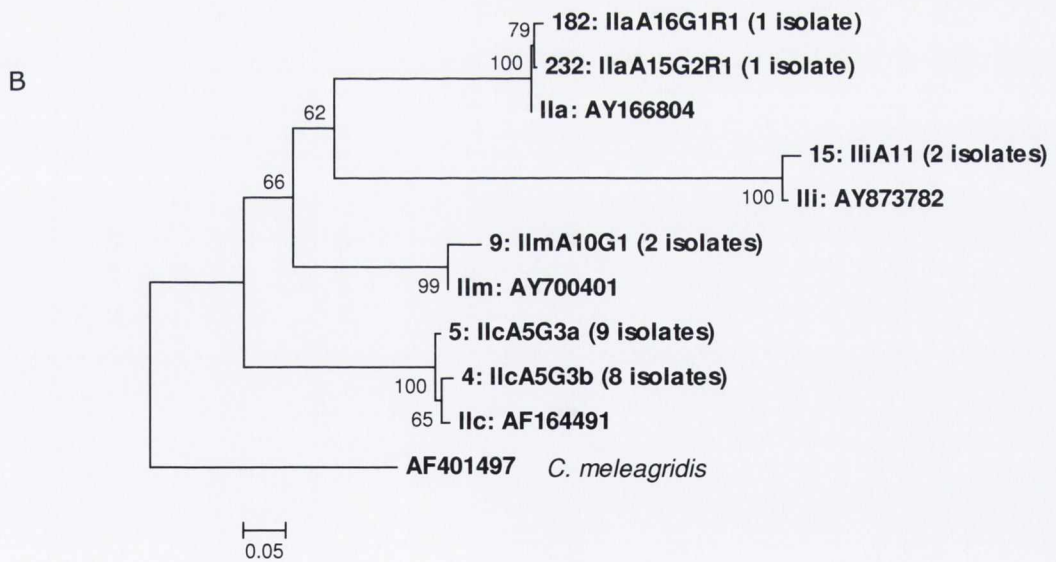 79
182: IIaA16G1R1 (1 isolate)
100
232: IIaA15G2R1 (1 isolate)
B
IIa: AY166804
62
15: IIiA11 (2 isolates)
66
100
IIi: AY873782
9: IImA10G1 (2 isolates)
99
IIm: AY700401
5: IIcA5G3a (9 isolates)
100
4: IIcA5G3b (8 isolates)
65
IIc: AF164491
AF401497 C. meleagridis
0.05